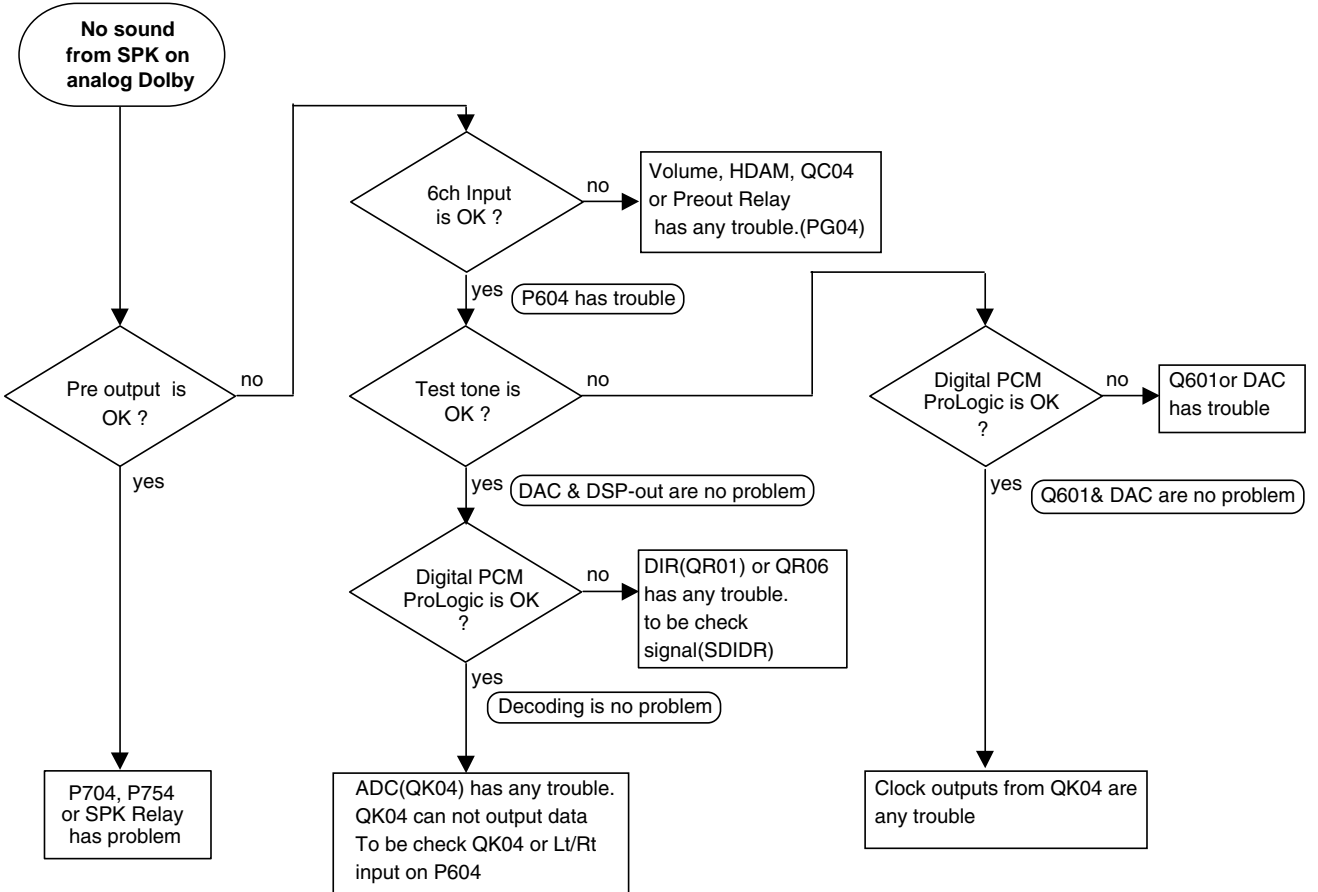 No sound
from SPK on
analog Dolby
Pre output is
OK ?
no
yes
P704, P754
or SPK Relay
has problem
6ch Input
is OK ?
no
Volume, HDAM, QC04
or Preout Relay
has any trouble.(PG04)
yes
P604 has trouble
Test tone is
OK ?
no
yes
DAC & DSP-out are no problem
Digital PCM
ProLogic is OK
?
no
DIR(QR01) or QR06
has any trouble.
to be check
signal(SDIDR)
yes
Decoding is no problem
ADC(QK04) has any trouble.
QK04 can not output data
To be check QK04 or Lt/Rt
input on P604
Digital PCM
ProLogic is OK
?
no
Q601or DAC
has trouble
yes
Q601& DAC are no problem
Clock outputs from QK04 are
any trouble